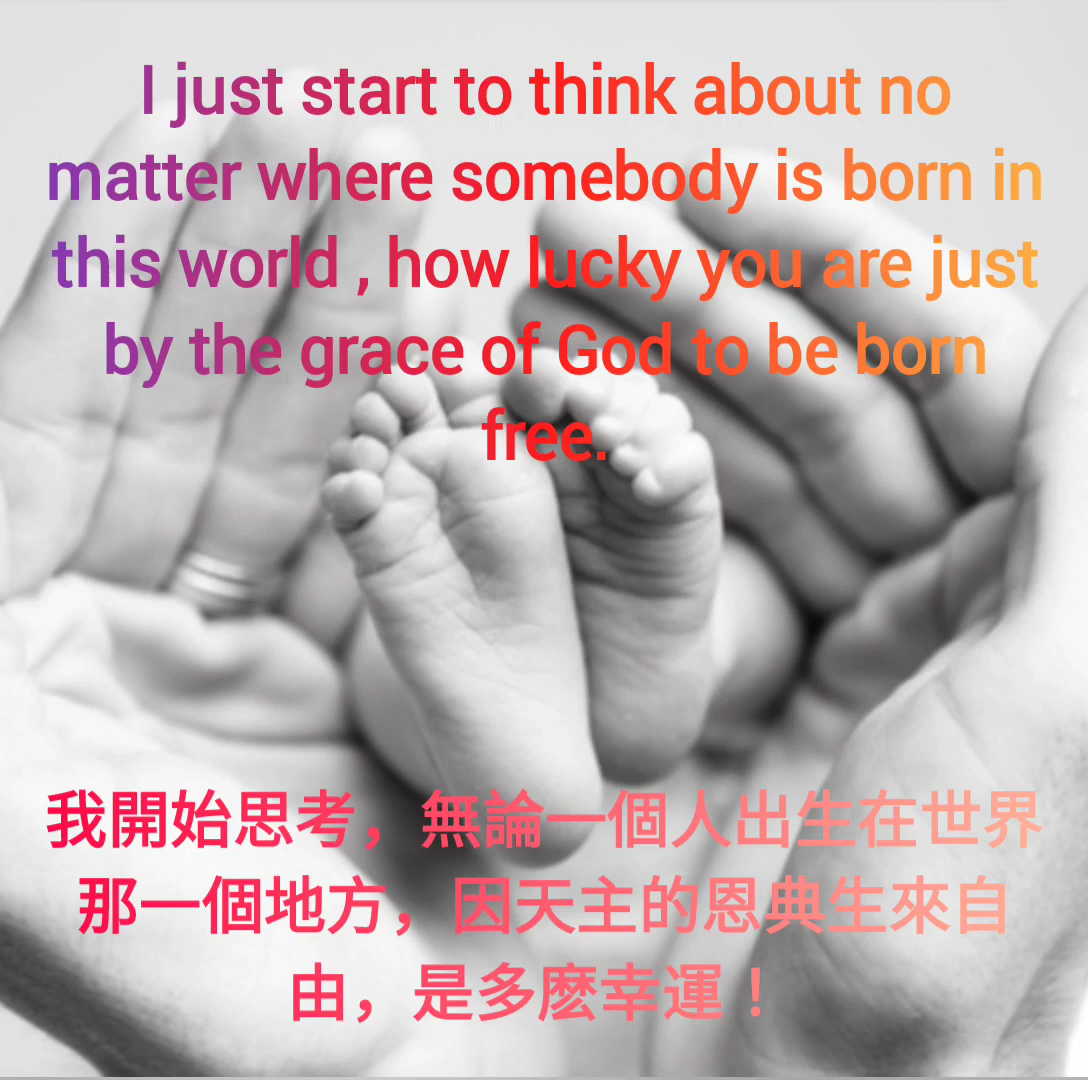 I just start to think about no
matter where somebody is born in
this world , how lucky you are just
by the grace of God to be born
free.
我開始思考，無論一個人出生在世界
那一個地方，因天主的恩典生來自
由，是多麽幸運！